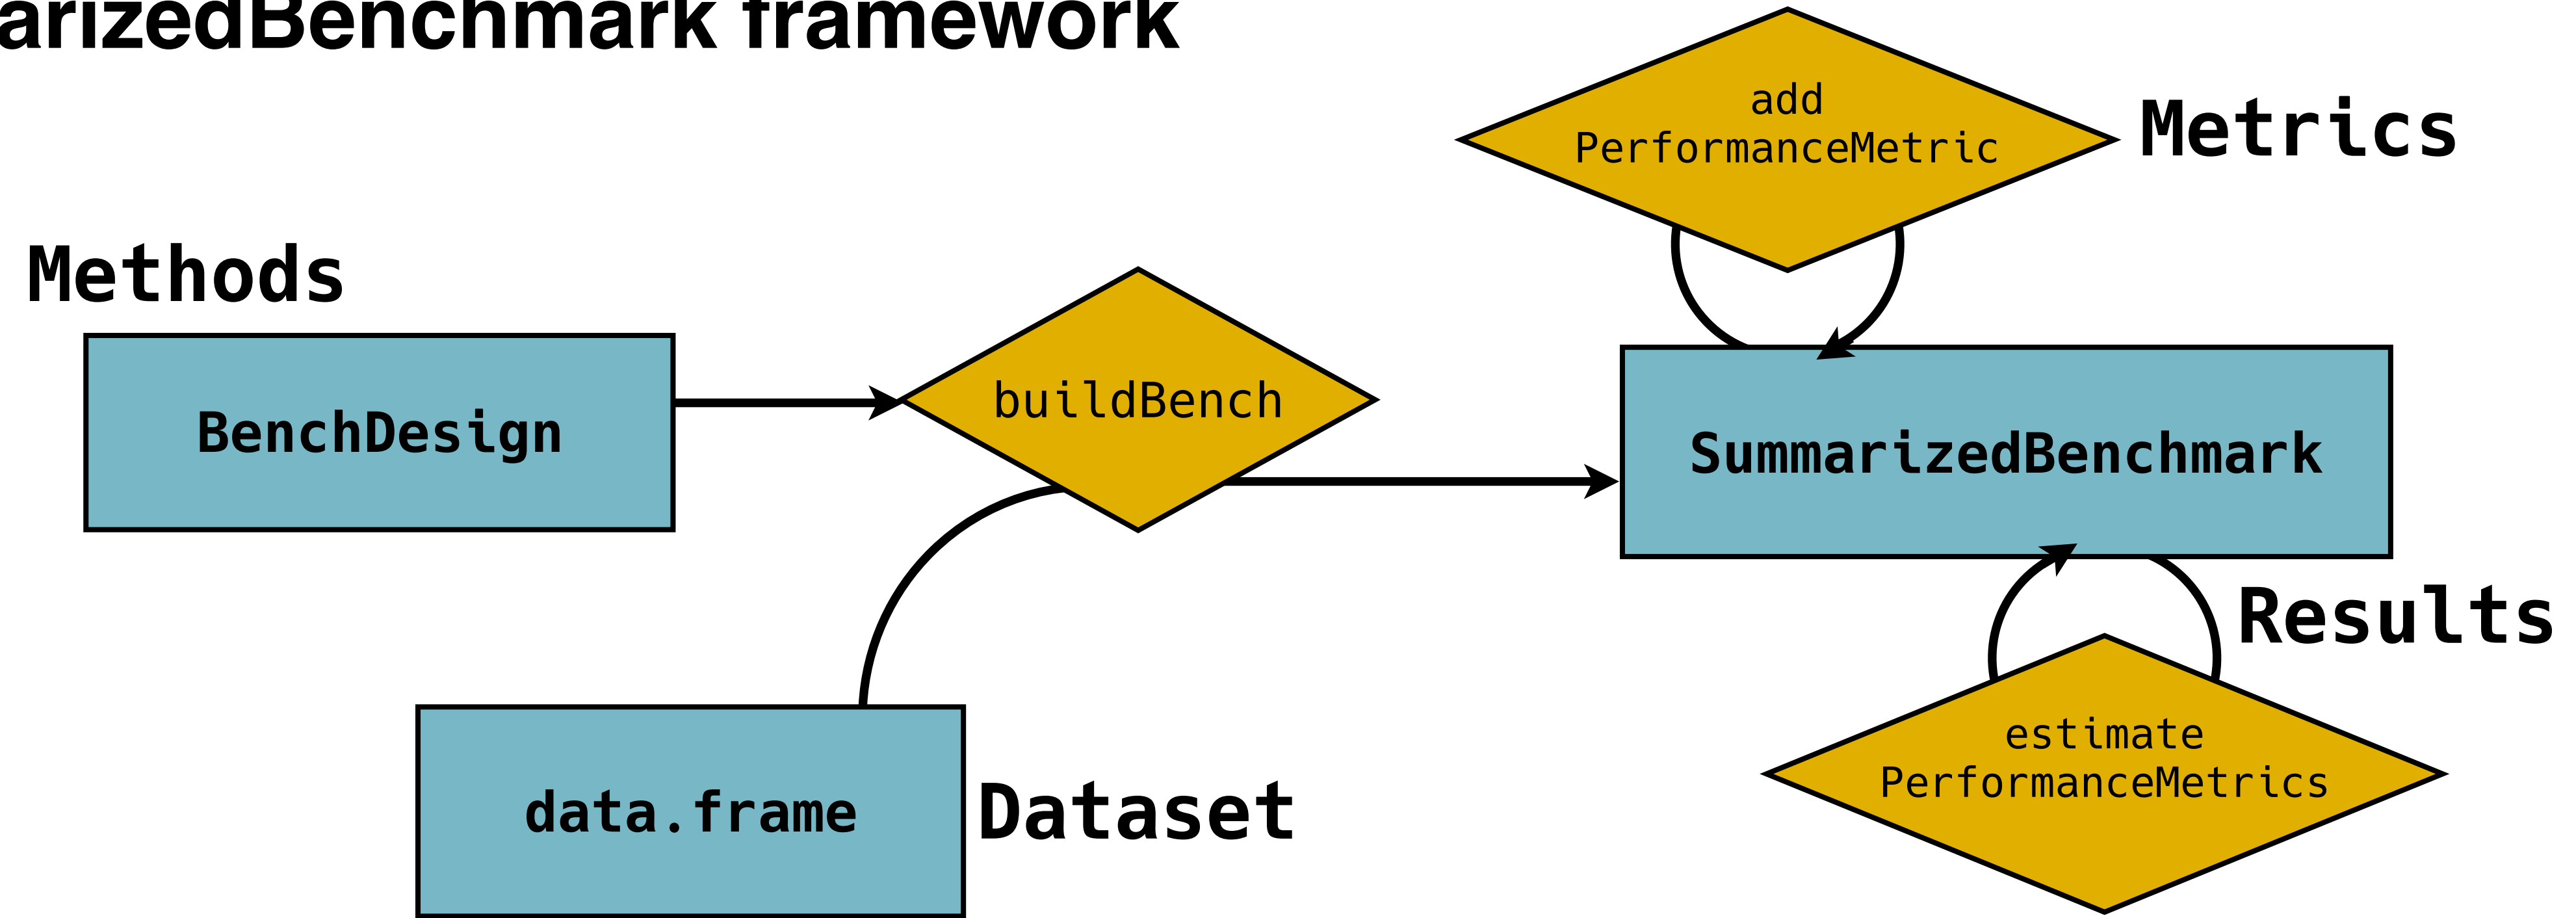 arizedBenchmark framework
add
PerformanceMetric
Metrics
Methods
buildBench
BenchDesign
SummarizedBenchmark
Results
estimate
PerformanceMetrics
data.frame
Dataset